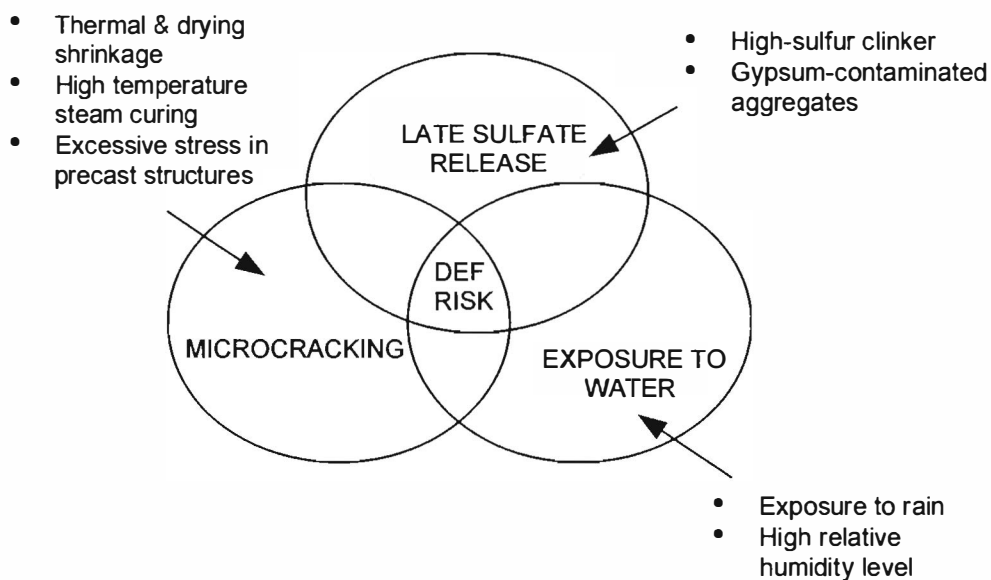 • Thermal & drying
shrinkage
• High temperature
steam curing
• Excessive stress in
precast structures
• High-sulfur clinker
• Gypsum-contaminated
aggregates
LATE SULFATE
RELEASE
DEF
RISK
MICROCRACKING
EXPOSURE TO
WATER
• Exposure to rain
• High relative
humidity level